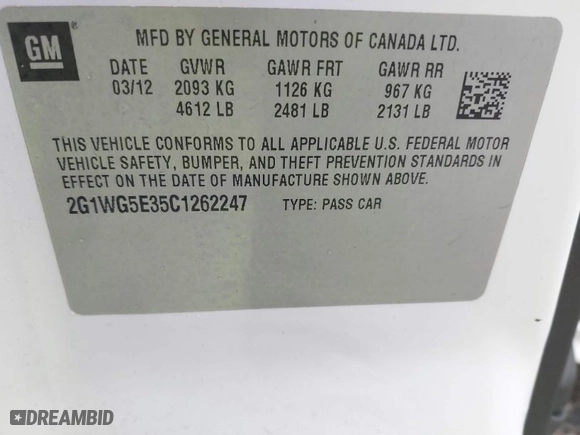 GM ®
MFD BY GENERAL MOTORS OF CANADA LTD.
DATE GVWR GAWR FRT GAWR RR
03/12 2093 KG 1126 KG 967 KG
4612 LB 2481 LB 2131 LB
THIS VEHICLE CONFORMS TO ALL APPLICABLE U.S. FEDERAL MOTOR
VEHICLE SAFETY, BUMPER, AND THEFT PREVENTION STANDARDS IN
EFFECT ON THE DATE OF MANUFACTURE SHOWN ABOVE.
2G1WG5E35C1262247 TYPE: PASS CAR
DREAMBID